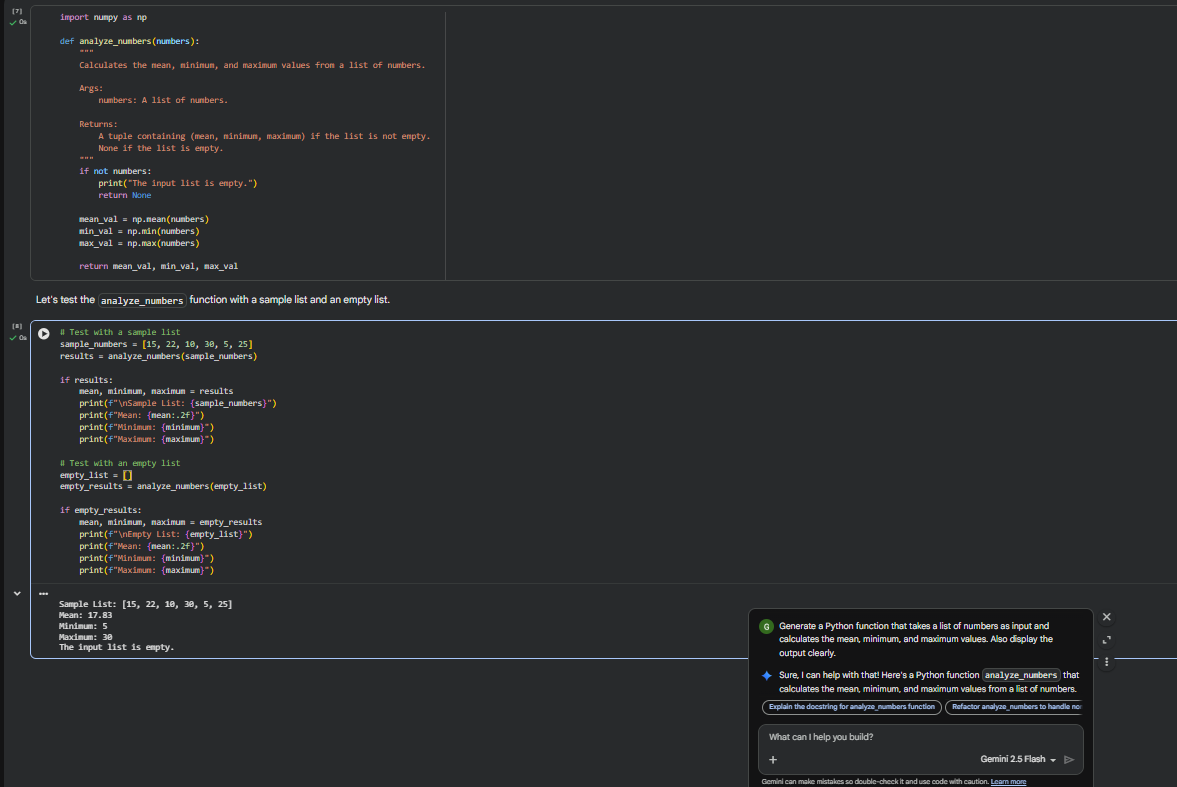 [7]
0s
import numpy as np
def analyze_numbers(numbers):
"""
Calculates the mean, minimum, and maximum values from a list of numbers.
Args:
numbers: A list of numbers.
Returns:
A tuple containing (mean, minimum, maximum) if the list is not empty.
None if the list is empty.
"""
if not numbers:
print("The input list is empty.")
return None
mean_val = np.mean(numbers)
min_val = np.min(numbers)
max_val = np.max(numbers)
return mean_val, min_val, max_val
Let's test the analyze_numbers function with a sample list and an empty list.
[8]
0s
# Test with a sample list
sample_numbers = [15, 22, 10, 30, 5, 25]
results = analyze_numbers(sample_numbers)
if results:
mean, minimum, maximum = results
print(f"\nSample List: {sample_numbers}")
print(f"Mean: {mean:.2f}")
print(f"Minimum: {minimum}")
print(f"Maximum: {maximum}")
# Test with an empty list
empty_list = []
empty_results = analyze_numbers(empty_list)
if empty_results:
mean, minimum, maximum = empty_results
print(f"\nEmpty List: {empty_list}")
print(f"Mean: {mean:.2f}")
print(f"Minimum: {minimum}")
print(f"Maximum: {maximum}")
Sample List: [15, 22, 10, 30, 5, 25]
Mean: 17.83
Minimum: 5
Maximum: 30
The input list is empty.
G
Generate a Python function that takes a list of numbers as input and
calculates the mean, minimum, and maximum values. Also display the
output clearly.
Sure, I can help with that! Here's a Python function analyze_numbers that
calculates the mean, minimum, and maximum values from a list of numbers.
Explain the docstring for analyze_numbers function
Refactor analyze_numbers to handle
What can I help you build?
Gemini 2.5 Flash
Gemini can make mistakes so double-check it and use code with caution. Learn more